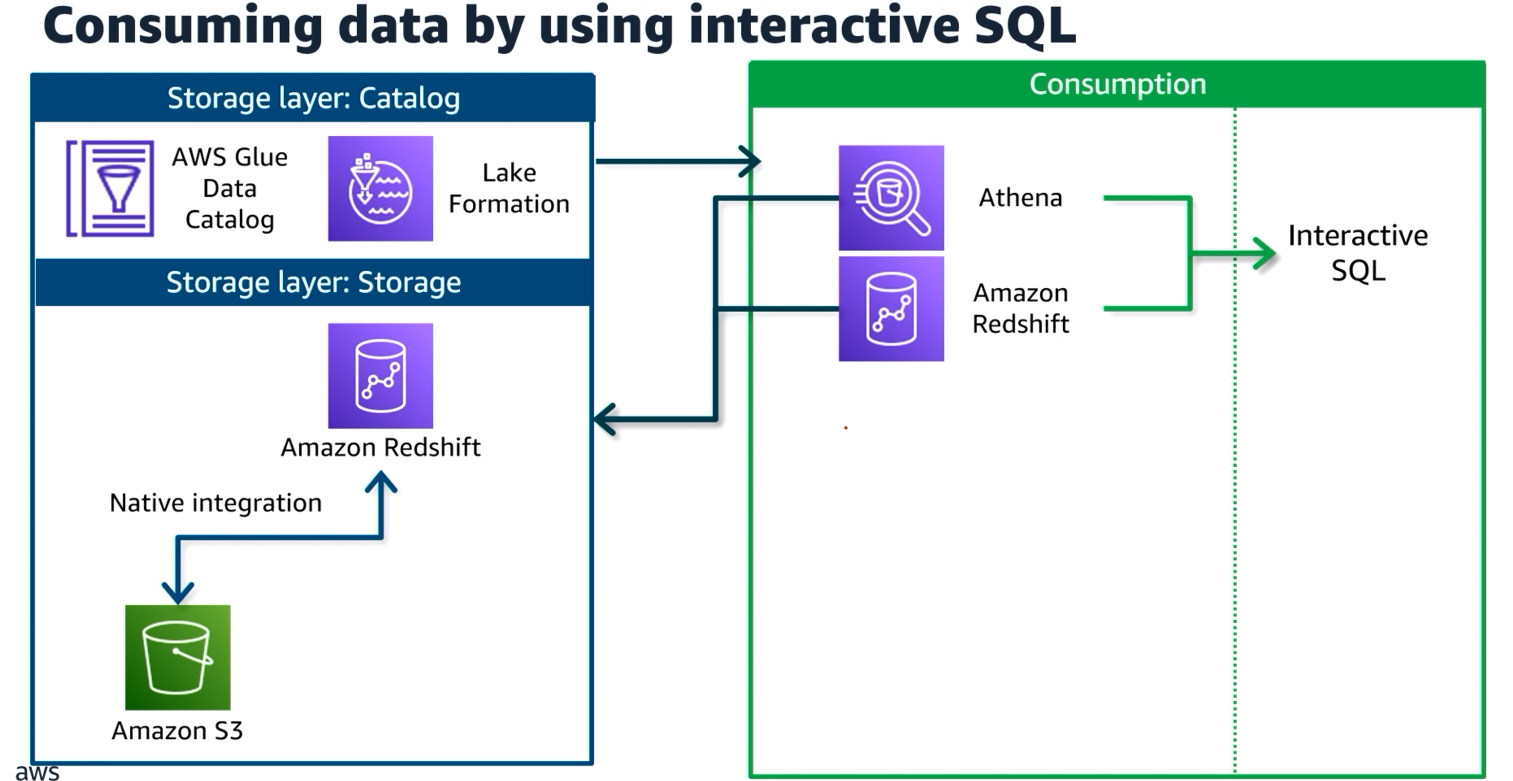 Consuming data by using interactive SQL
Storage layer: Catalog
AWS Glue
Data
Catalog
Lake
Formation
Storage layer: Storage
Amazon Redshift
Native integration
Amazon S3
Consumption
Athena
Amazon
Redshift
Interactive
SQL
aws